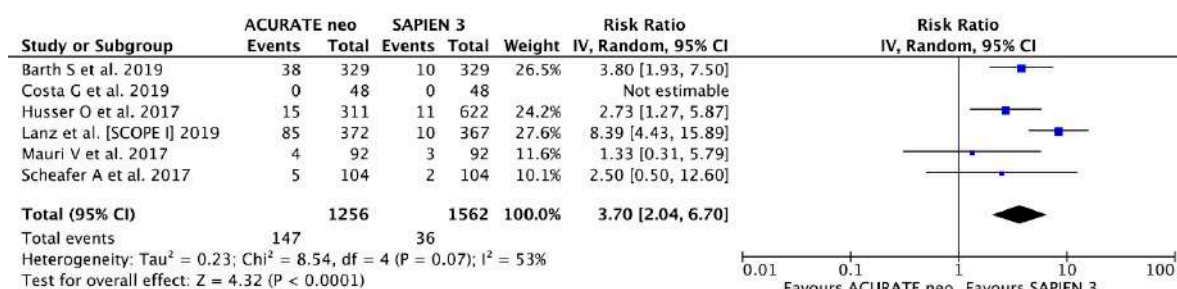 ACURATE neo SAPIEN 3 Risk Ratio Risk Ratio
Study or Subgroup Events Total Events Total Weight IV, Random, 95% CI IV, Random, 95% CI
Barth S et al. 2019 38 329 10 329 26.5% 3.80 [1.93, 7.50]
Costa G et al. 2019 0 48 0 48 Not estimable
Husser O et al. 2017 15 311 11 622 24.2% 2.73 [1.27, 5.87]
Lanz et al. [SCOPE I] 2019 85 372 10 367 27.6% 8.39 [4.43, 15.89]
Mauri V et al. 2017 4 92 3 92 11.6% 1.33 [0.31, 5.79]
Scheafer A et al. 2017 5 104 2 104 10.1% 2.50 [0.50, 12.60]
Total (95% CI) 1256 1562 100.0% 3.70 [2.04, 6.70]
Total events 147 36
Heterogeneity: Tau² = 0.23; Chi² = 8.54, df = 4 (P = 0.07); I² = 53%
Test for overall effect: Z = 4.32 (P < 0.0001)
0.01 0.1 1 10 100
Favours ACURATE neo Favours SAPIEN 3